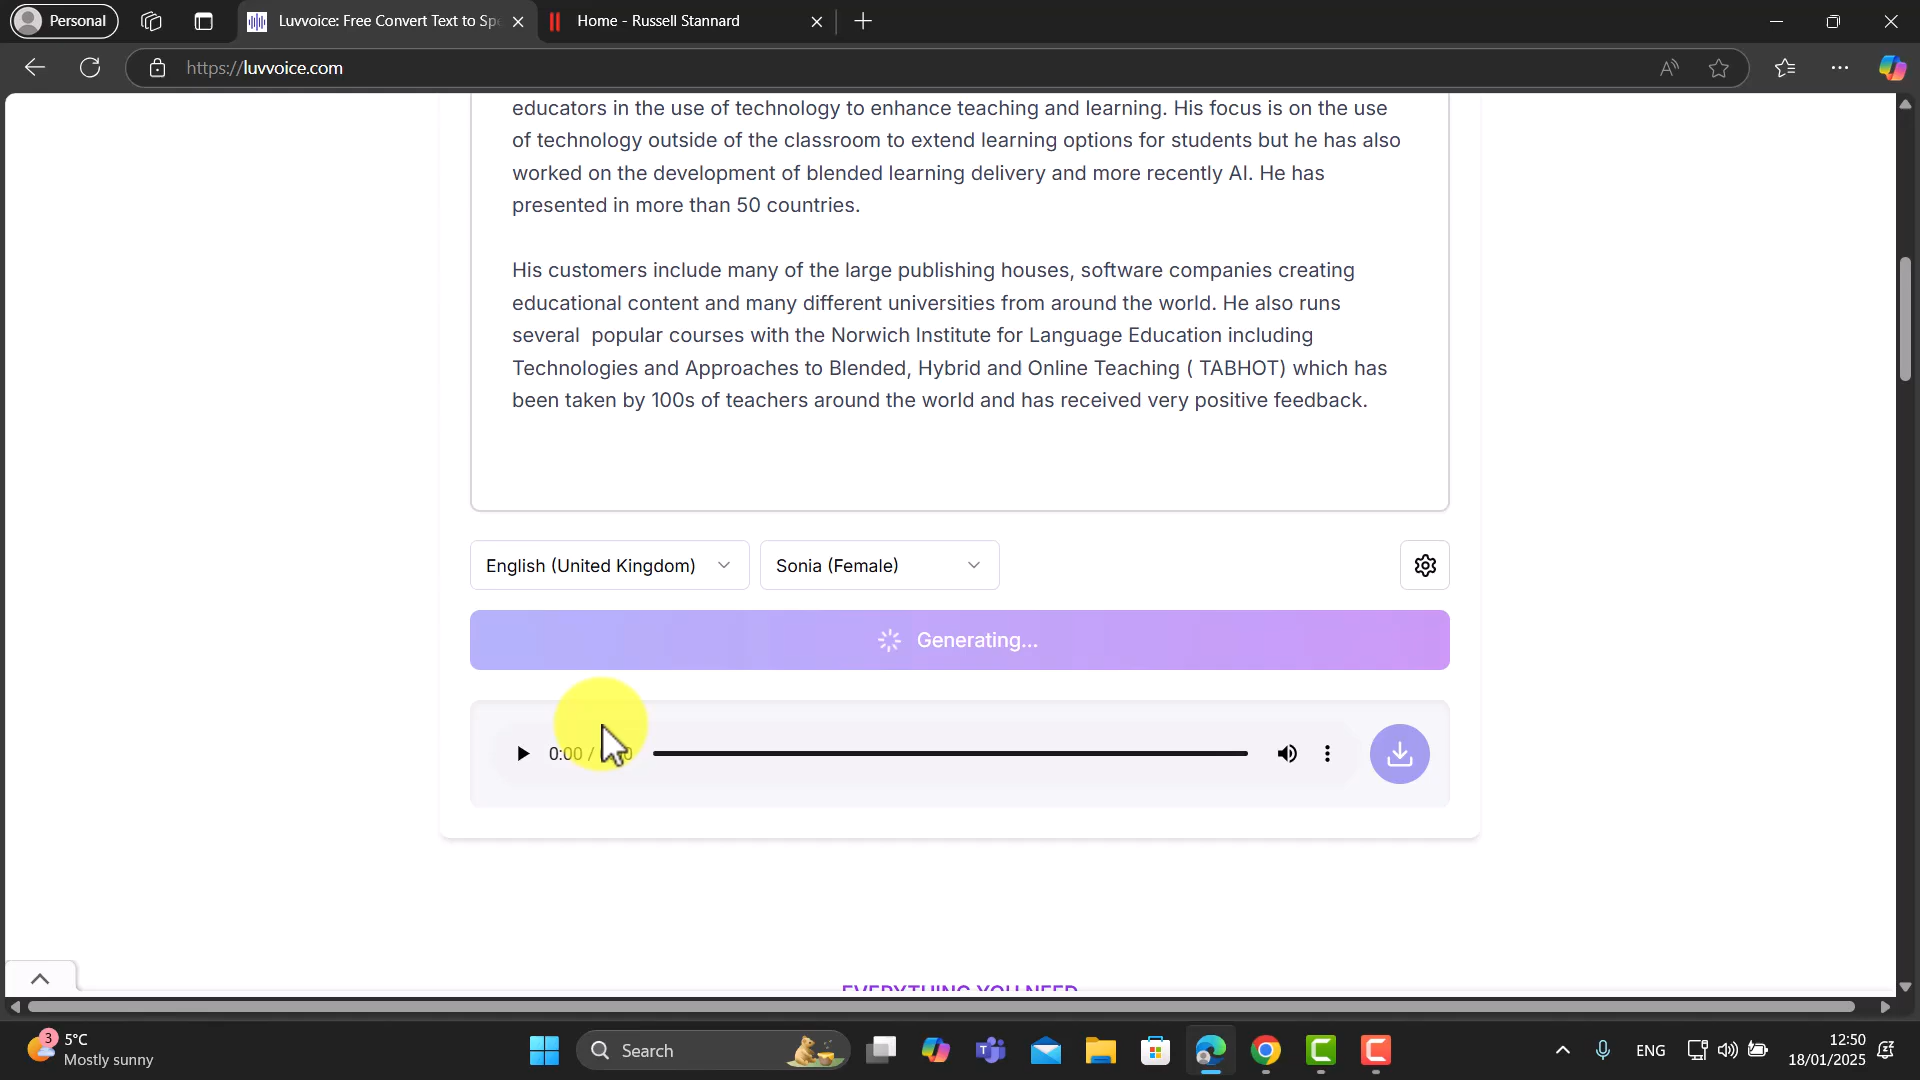 Personal
Luvvoice: Free Convert Text to Spe
Home - Russell Stannard
https://luvvoice.com
educators in the use of technology to enhance teaching and learning. His focus is on the use
of technology outside of the classroom to extend learning options for students but he has also
worked on the development of blended learning delivery and more recently AI. He has
presented in more than 50 countries.
His customers include many of the large publishing houses, software companies creating
educational content and many different universities from around the world. He also runs
several  popular courses with the Norwich Institute for Language Education including
Technologies and Approaches to Blended, Hybrid and Online Teaching ( TABHOT) which has
been taken by 100s of teachers around the world and has received very positive feedback.
English (United Kingdom)
Sonia (Female)
Generating...
0:00 /
EVERYTHING YOU NEED
3
5°C
Mostly sunny
Search
ENG
12:50
18/01/2025